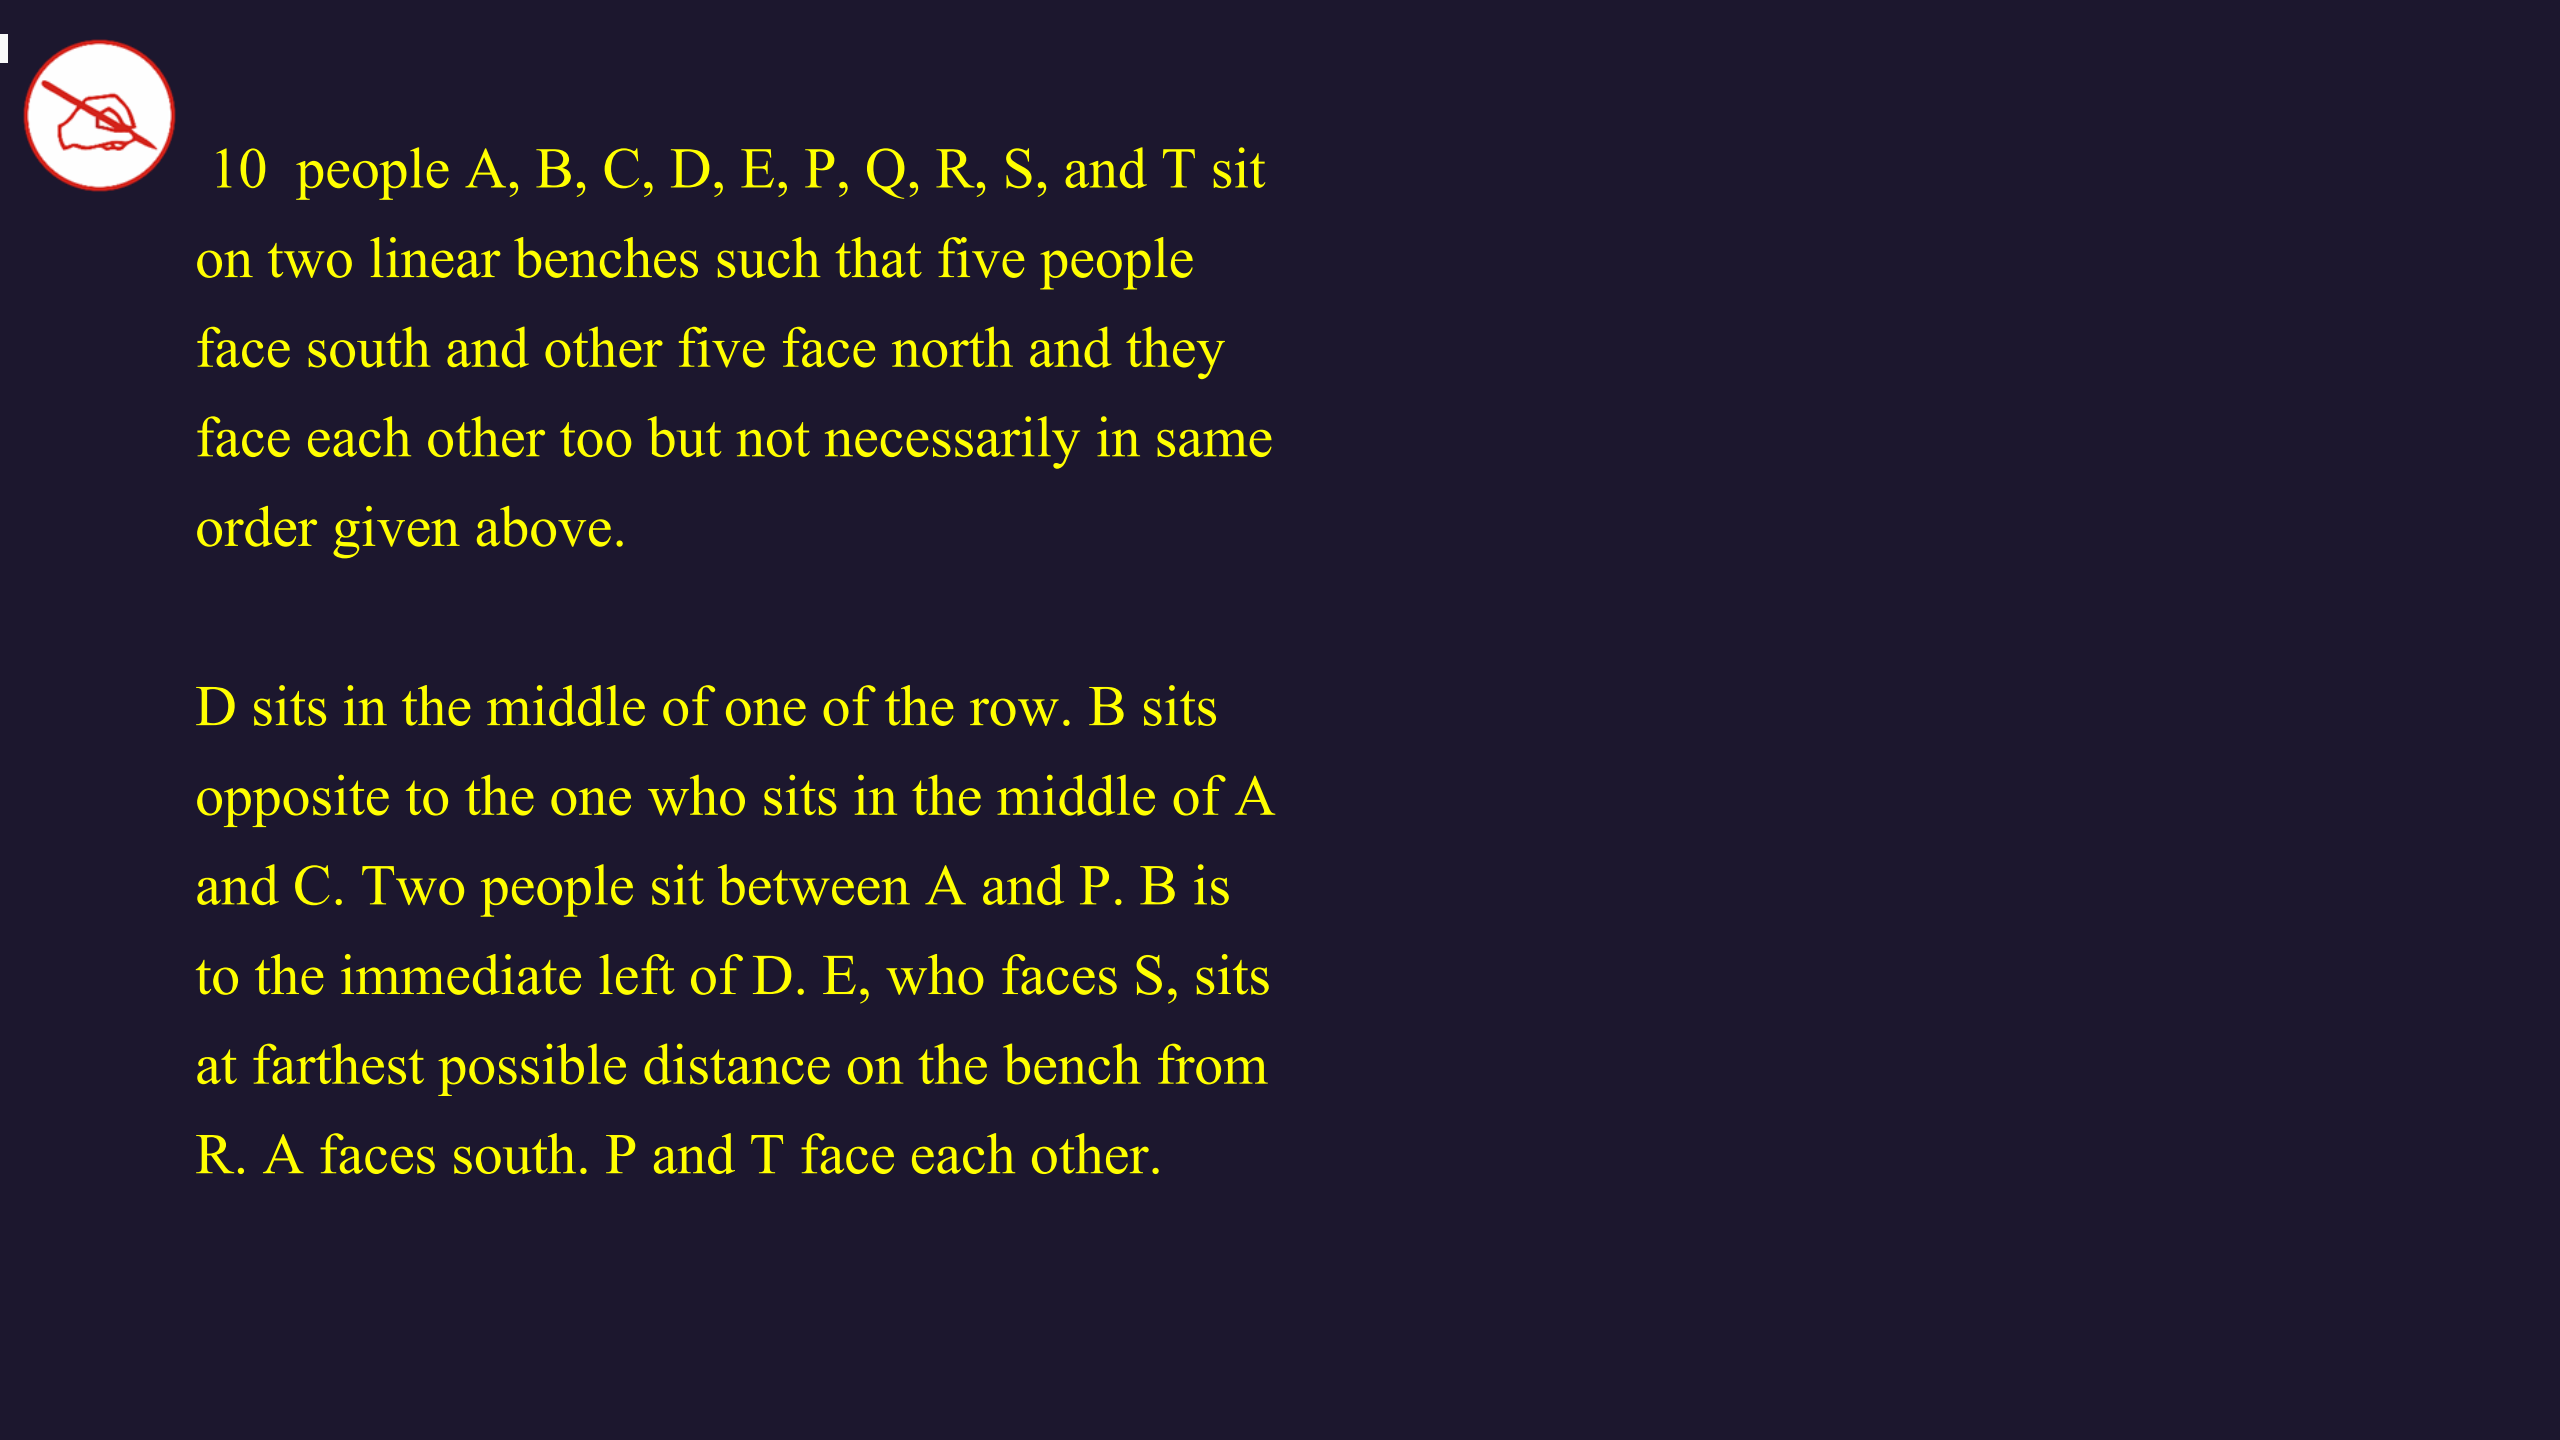 10 people A, B, C, D, E, P, Q, R, S, and T sit
on two linear benches such that five people
face south and other five face north and they
face each other too but not necessarily in same
order given above.
D sits in the middle of one of the row. B sits
opposite to the one who sits in the middle of A
and C. Two people sit between A and P. B is
to the immediate left of D. E, who faces S, sits
at farthest possible distance on the bench from
R. A faces south. P and T face each other.